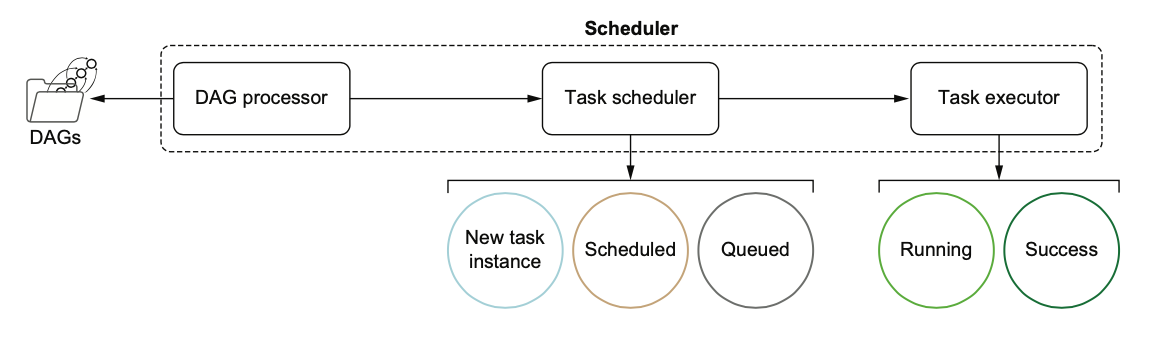 Scheduler
DAG processor
Task scheduler
Task executor
DAGs
New task
instance
Scheduled
Queued
Running
Success